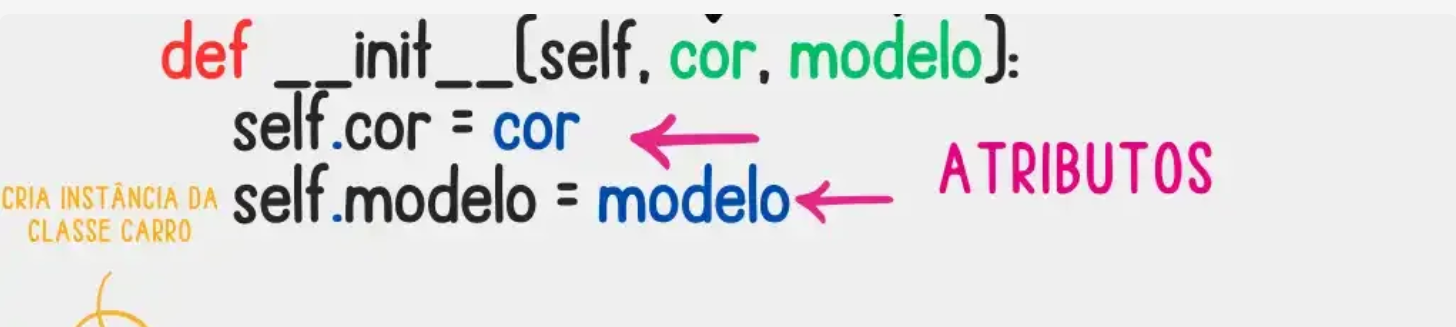 def __init__(self, cor, modelo):
self.cor = cor
self.modelo = modelo
ATRIBUTOS
CRIA INSTÂNCIA DA
CLASSE CARRO